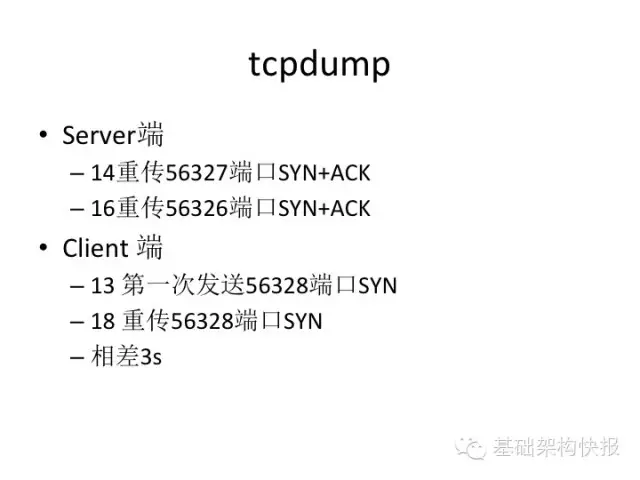 tcpdump
• Server端
– 14重传56327端口SYN+ACK
– 16重传56326端口SYN+ACK
• Client 端
– 13 第一次发送56328端口SYN
– 18 重传56328端口SYN
– 相差3s
基础架构快报